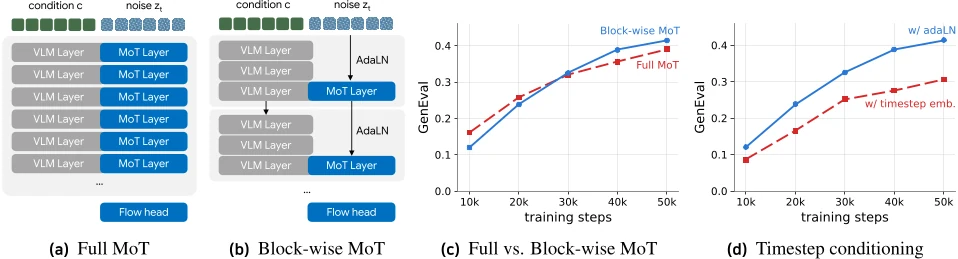 condition c noise zt
VLM Layer MoT Layer
VLM Layer MoT Layer
VLM Layer MoT Layer
VLM Layer MoT Layer
VLM Layer MoT Layer
VLM Layer MoT Layer
...
Flow head
(a) Full MoT
condition c noise zt
VLM Layer
AdaLN
VLM Layer
VLM Layer MoT Layer
VLM Layer
AdaLN
VLM Layer
VLM Layer MoT Layer
...
Flow head
(b) Block-wise MoT
Block-wise MoT
Full MoT
GenEval
0.4
0.3
0.2
0.1
0.0
10k 20k 30k 40k 50k
training steps
(c) Full vs. Block-wise MoT
w/ adaLN
w/ timestep emb.
GenEval
0.4
0.3
0.2
0.1
0.0
10k 20k 30k 40k 50k
training steps
(d) Timestep conditioning